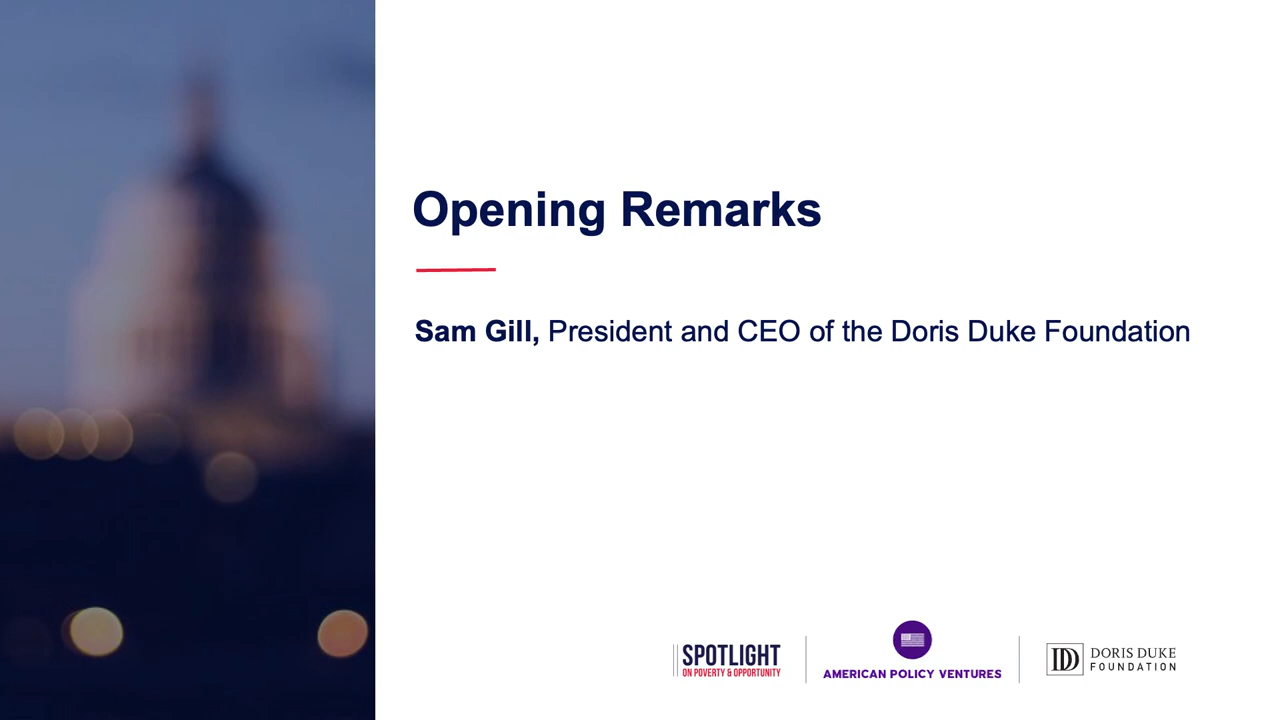 Opening Remarks
Sam Gill, President and CEO of the Doris Duke Foundation
SPOTLIGHT
ON POVERTY & OPPORTUNITY
AMERICAN POLICY VENTURES
DORIS DUKE
FOUNDATION